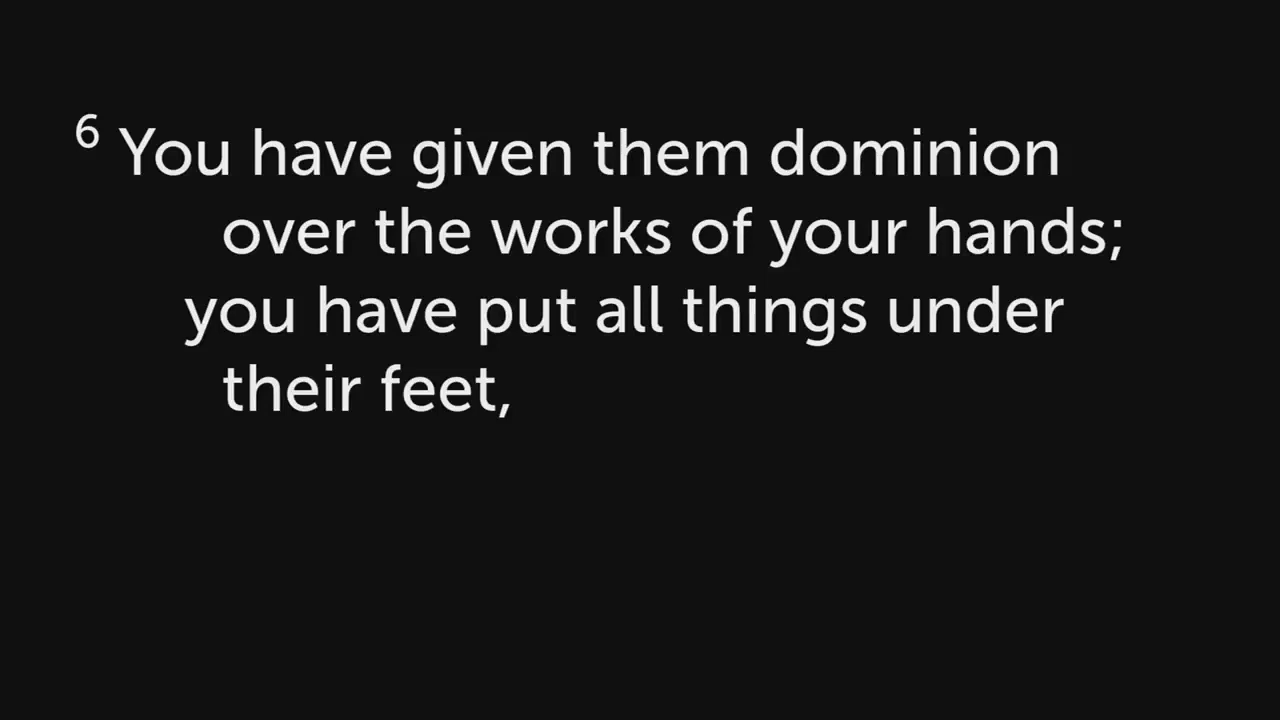 6 You have given them dominion
over the works of your hands;
you have put all things under
their feet,